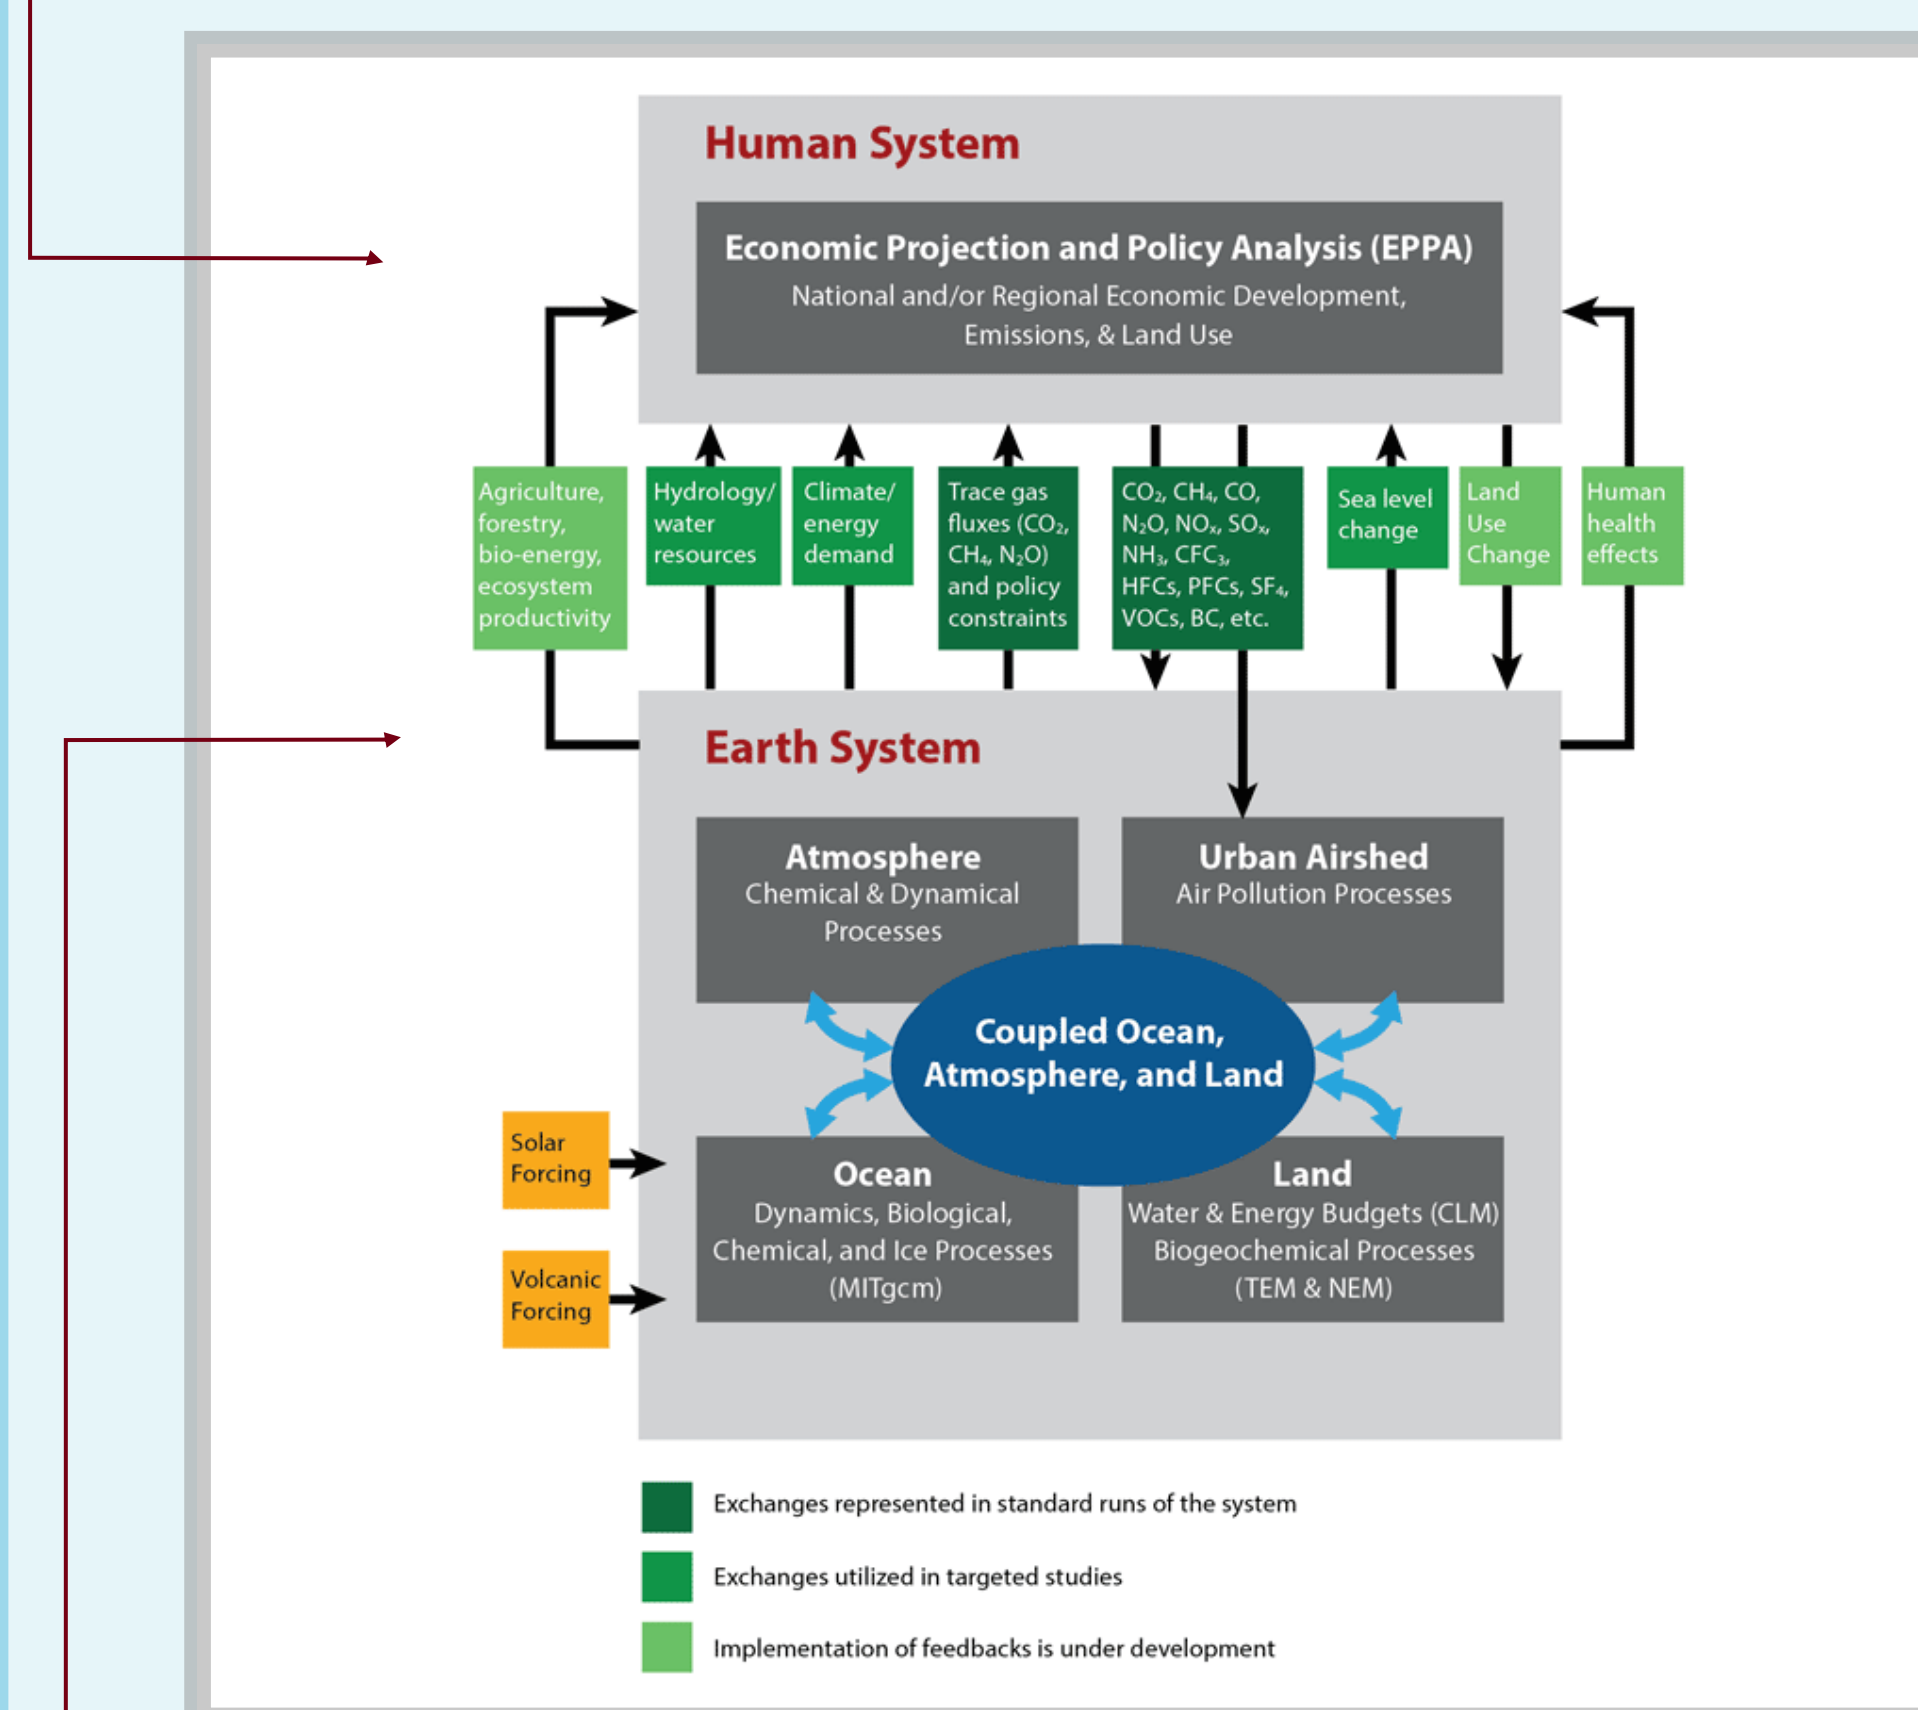 Human System
Economic Projection and Policy Analysis (EPPA)
National and/or Regional Economic Development,
Emissions, & Land Use
Agriculture,
forestry,
bio-energy,
ecosystem
productivity
Hydrology/
water
resources
Climate/
energy
demand
Trace gas
fluxes (CO₂,
CH₄, N₂O)
and policy
constraints
CO₂, CH₄, CO,
N₂O, NOₓ, SOₓ,
NH₃, CFC₃,
HFCs, PFCs, SF₄,
VOCs, BC, etc.
Sea level
change
Land
Use
Change
Human
health
effects
Earth System
Atmosphere
Chemical & Dynamical
Processes
Urban Airshed
Air Pollution Processes
Coupled Ocean,
Atmosphere, and Land
Solar
Forcing
Volcanic
Forcing
Ocean
Dynamics, Biological,
Chemical, and Ice Processes
(MITgcm)
Land
Water & Energy Budgets (CLM)
Biogeochemical Processes
(TEM & NEM)
Exchanges represented in standard runs of the system
Exchanges utilized in targeted studies
Implementation of feedbacks is under development